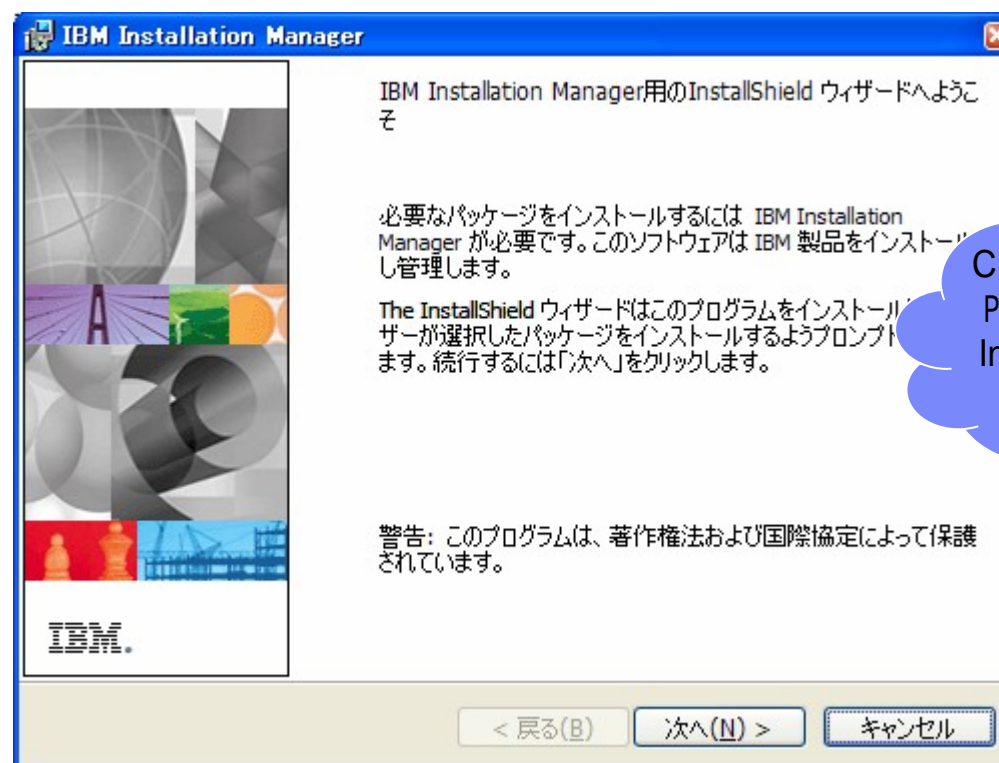 IBM Installation Manager
IBM Installation Manager用のInstallShield ウィザードへようこ
そ
必要なパッケージをインストールするには IBM Installation
Manager が必要です。このソフトウェアは IBM 製品をインストール
し管理します。
The InstallShield ウィザードはこのプログラムをインストール
ザーが選択したパッケージをインストールするようプロンプト
ます。続行するには「次へ」をクリックします。
警告: このプログラムは、著作権法および国際協定によって保護
されています。
IBM.
< 戻る(B)
次へ(N) >
キャンセル